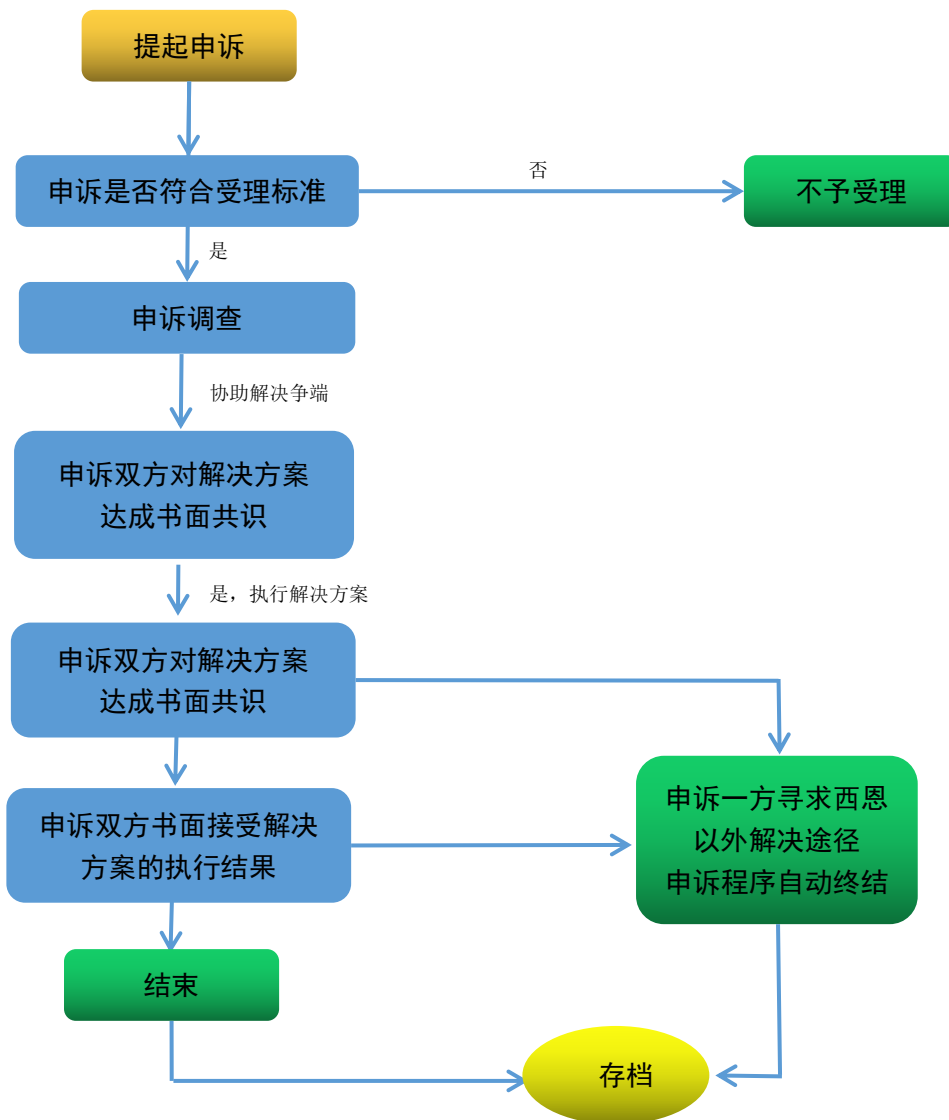 提起申诉
申诉是否符合受理标准
否
不予受理
是
申诉调查
协助解决争端
申诉双方对解决方案
达成书面共识
是，执行解决方案
申诉双方对解决方案
达成书面共识
申诉双方书面接受解决
方案的执行结果
申诉一方寻求西恩
以外解决途径
申诉程序自动终结
结束
存档